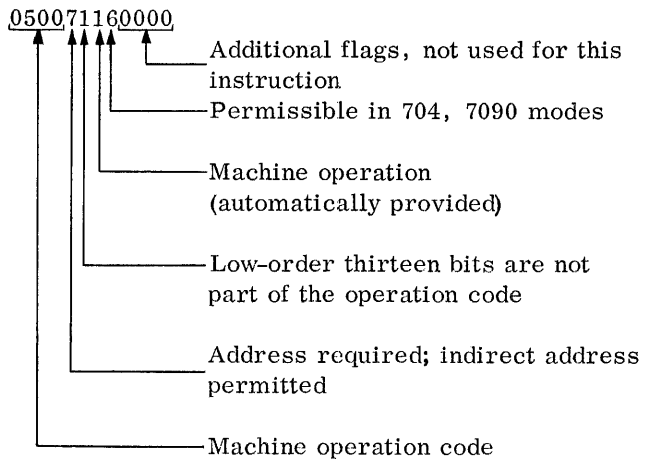 050071160000
Additional flags, not used for this
instruction
Permissible in 704, 7090 modes
Machine operation
(automatically provided)
Low-order thirteen bits are not
part of the operation code
Address required; indirect address
permitted
Machine operation code